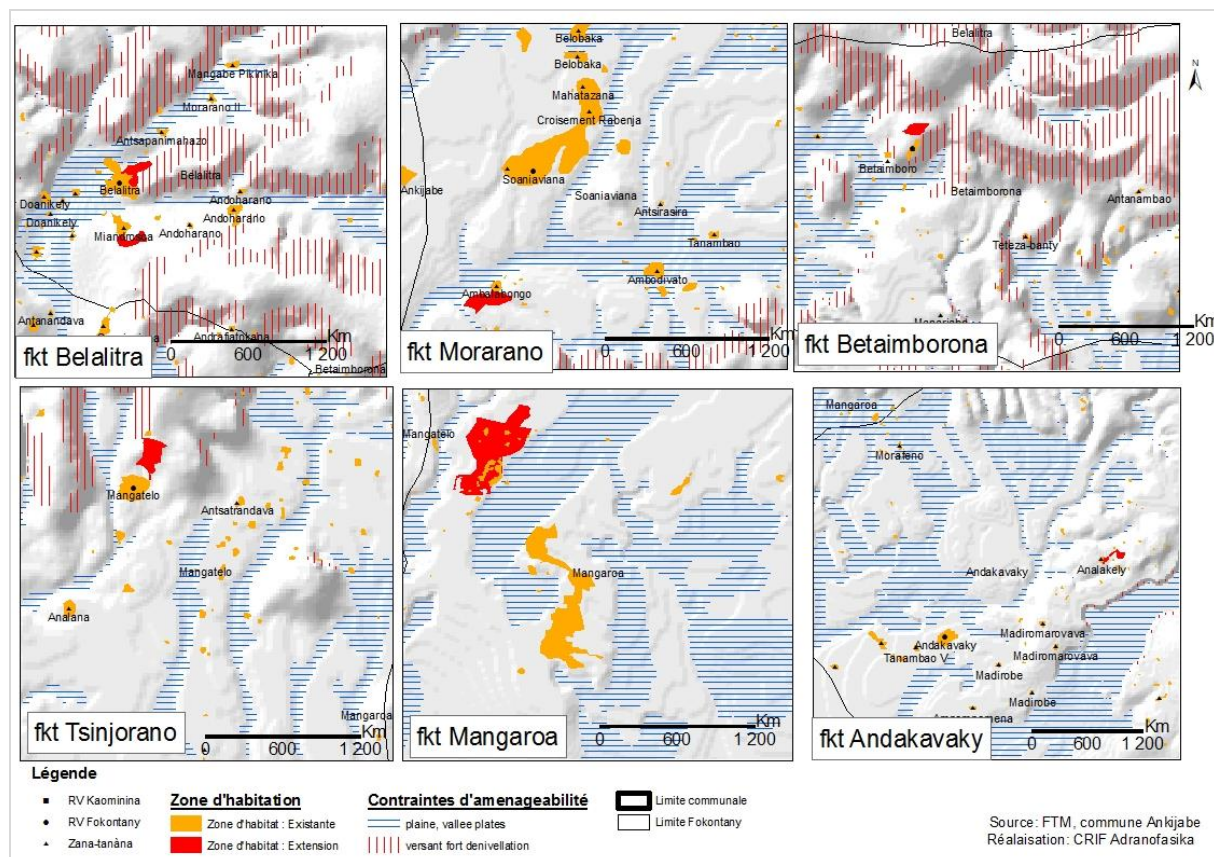 Mangabe Pikinika
Morarano II
Antsapanimahazo
Belalitra
Belalitra
Doanikely
Andoharano
Andoharano
Doanikely
Andoharano
Antanandava
Km
fkt Belalitra
0 600 1 200
Betaimborona
Belobaka
Belobaka
Mahatazana
Croisement Rabenja
Ankijabe
Soaniaviana
Soaniaviana
Antsirasira
Tanambao
Ambodivato
Ambatabongo
Km
fkt Morarano
0 600 1 200
Belalitra
N
Betaimboro
Betaimborona
Antanambao
Teteza-banty
Km
fkt Betaimborona
0 600 1 200
Mangatelo
Antsatrandava
Mangatelo
Analana
Mangaroa
Km
fkt Tsinjorano
0 600 1 200
Mangatelo
Mangaroa
Km
fkt Mangaroa
0 600 1 200
Mangaroa
Morafeno
Andakavaky
Analakely
Madiromarovava
Andakavaky
Tanambao V
Madiromarovava
Madirobe
Madirobe
Km
fkt Andakavaky
0 600 1 200
Légende
RV Kaominina
RV Fokontany
Zana-tanàna
Zone d'habitation
Zone d'habitat : Existante
Zone d'habitat : Extension
Contraintes d'amenageabilité
plaine, vallee plates
versant fort denivellation
Limite communale
Limite Fokontany
Source: FTM, commune Ankijabe
Réalaisation: CRIF Adranofasika